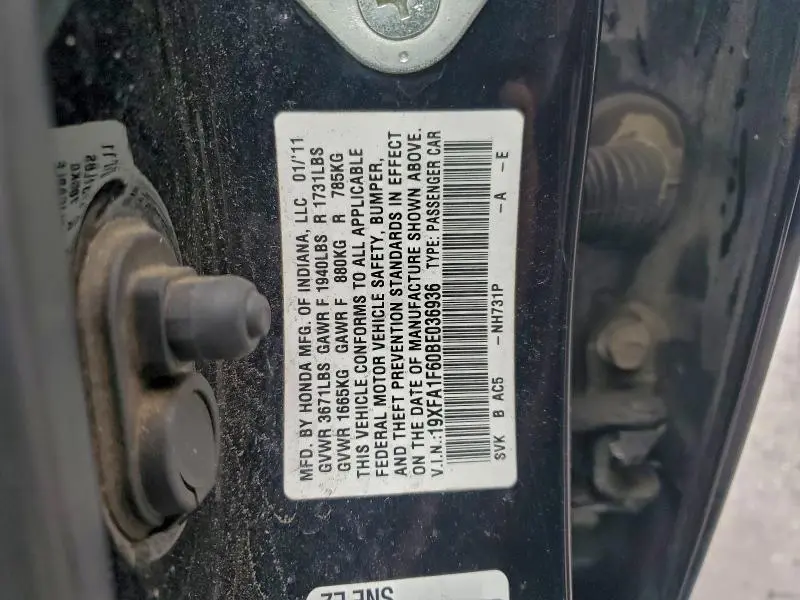 MFD. BY HONDA MFG. OF INDIANA, LLC 01/'11
GVWR 3671LBS GAWR F 1940LBS R 1731LBS
GVWR 1665KG GAWR F 880KG R 785KG
THIS VEHICLE CONFORMS TO ALL APPLICABLE
FEDERAL MOTOR VEHICLE SAFETY, BUMPER,
AND THEFT PREVENTION STANDARDS IN EFFECT
ON THE DATE OF MANUFACTURE SHOWN ABOVE.
V.I.N.:19XFA1F60BE036936 TYPE: PASSENGER CAR
SVK B AC5 -NH731P -A -E